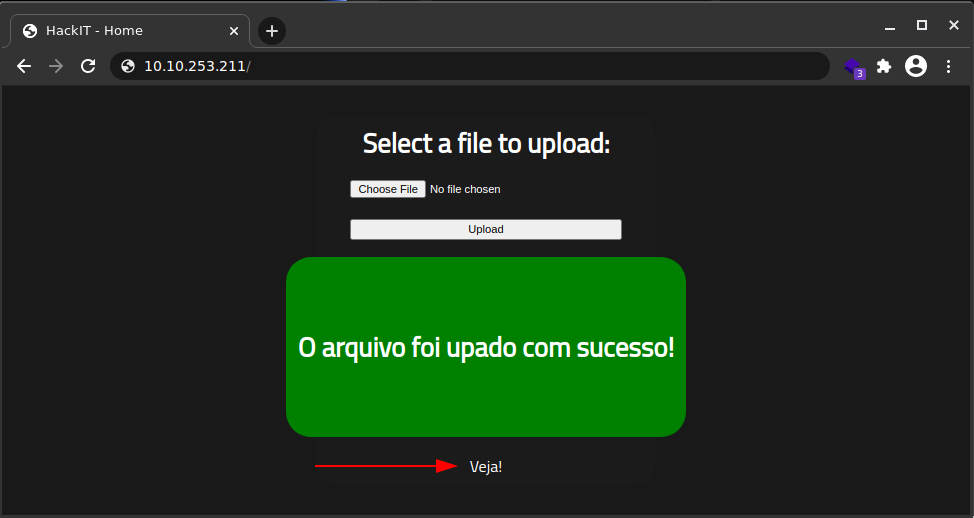 HackIT - Home
10.10.253.211/
3
Select a file to upload:
Choose File No file chosen
Upload
O arquivo foi upado com sucesso!
Veja!